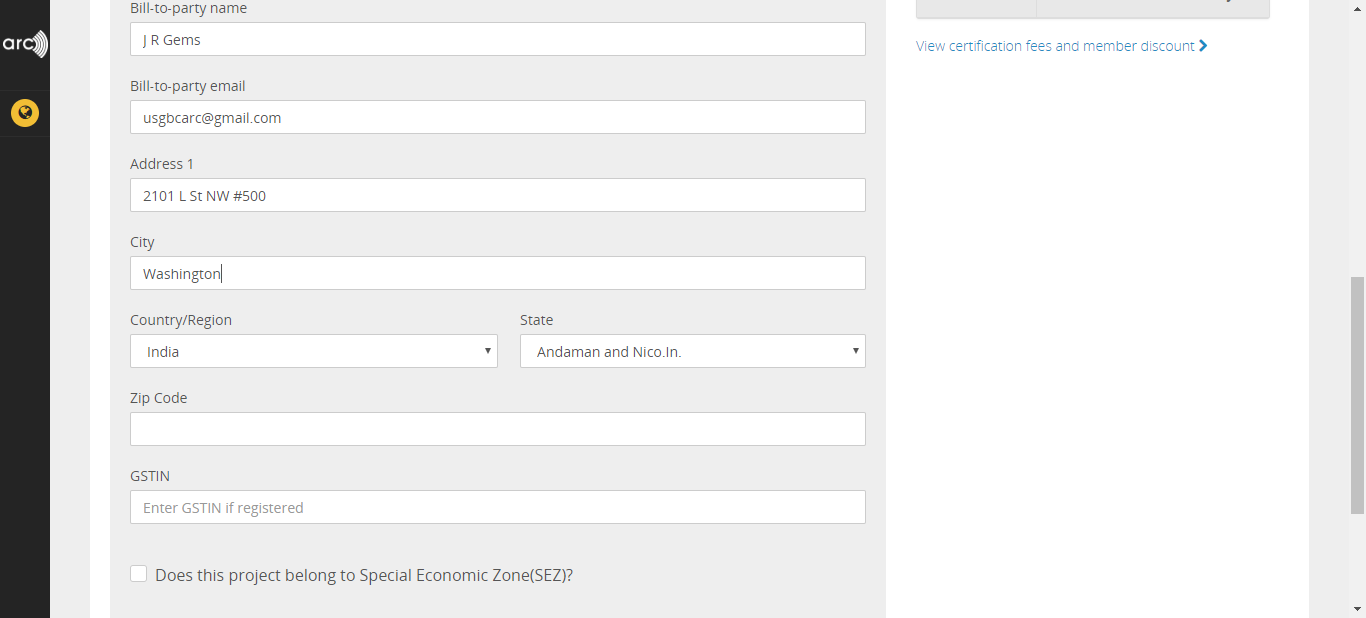 arc
Bill-to-party name
J R Gems
Bill-to-party email
usgbcarc@gmail.com
Address 1
2101 L St NW #500
City
Washington
Country/Region
India
State
Andaman and Nico.In.
Zip Code
GSTIN
Enter GSTIN if registered
Does this project belong to Special Economic Zone(SEZ)?
View certification fees and member discount